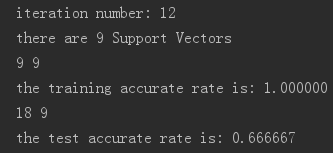 iteration number: 12
there are 9 Support Vectors
9 9
the training accurate rate is: 1.000000
18 9
the test accurate rate is: 0.666667